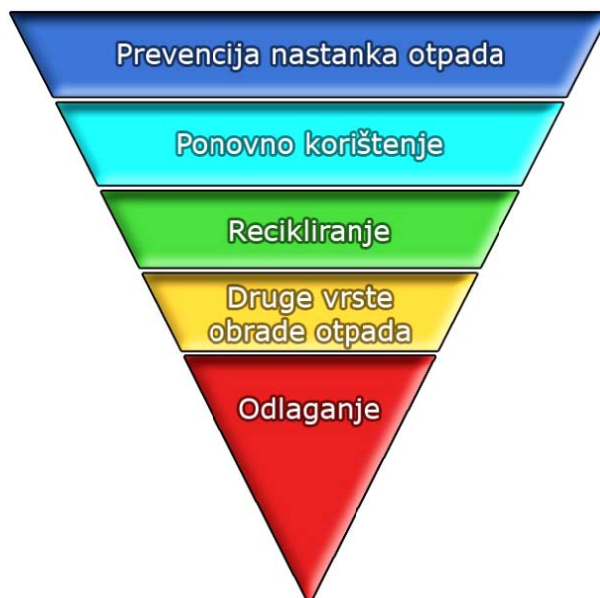 Prevencija nastanka otpada
Ponovno korištenje
Recikliranje
Druge vrste
obrade otpada
Odlaganje